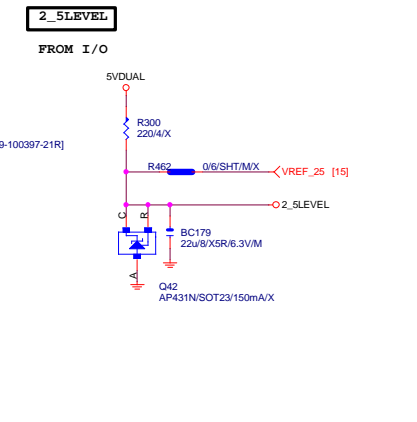 2_5LEVEL
FROM I/O
5VDUAL
R300
220/4/X
9-100397-21R]
R462 0/6/SHT/M/X
VREF_25 [15]
2_5LEVEL
C R
BC179
22u/8/X5R/6.3V/M
A
Q42
AP431N/SOT23/150mA/X